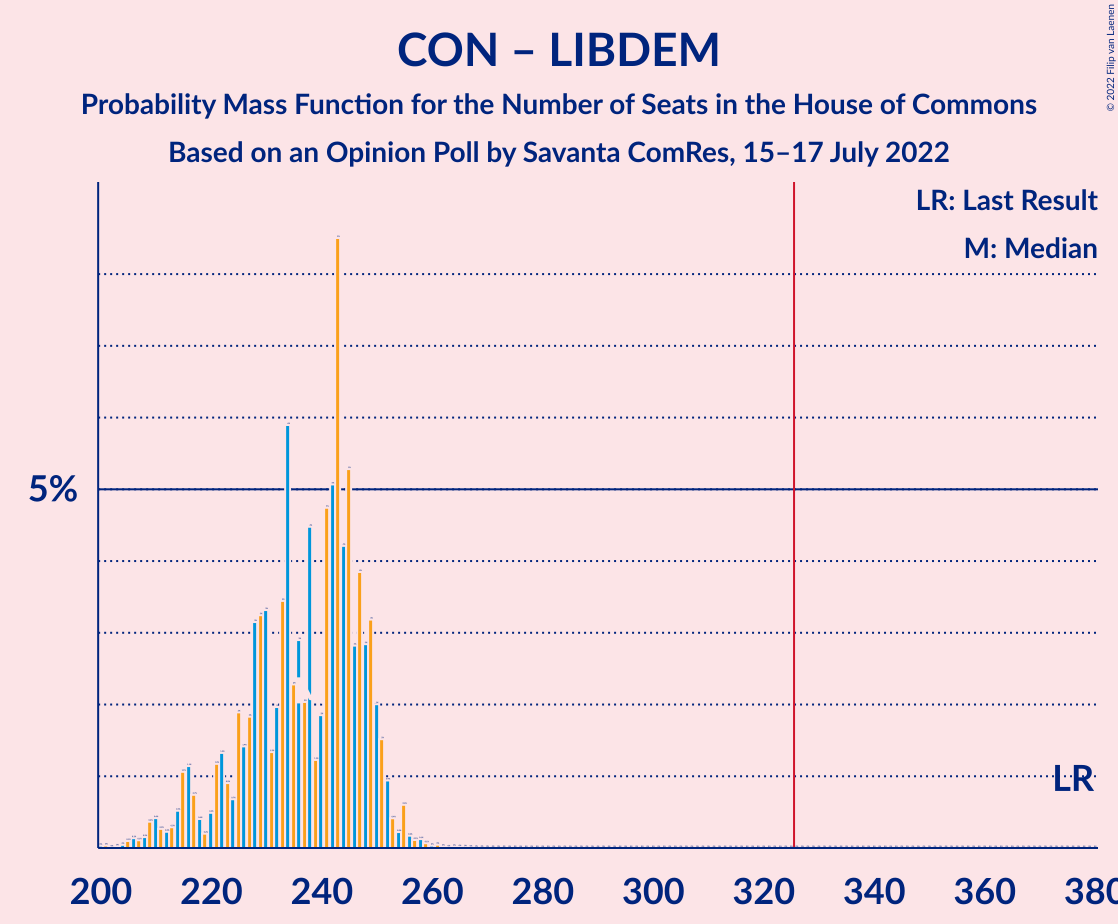 CON – LIBDEM
Probability Mass Function for the Number of Seats in the House of Commons
Based on an Opinion Poll by Savanta ComRes, 15–17 July 2022
© 2022 Filip van Laenen
LR: Last Result
M: Median
5%
LR
200 220 240 260 280 300 320 340 360 380